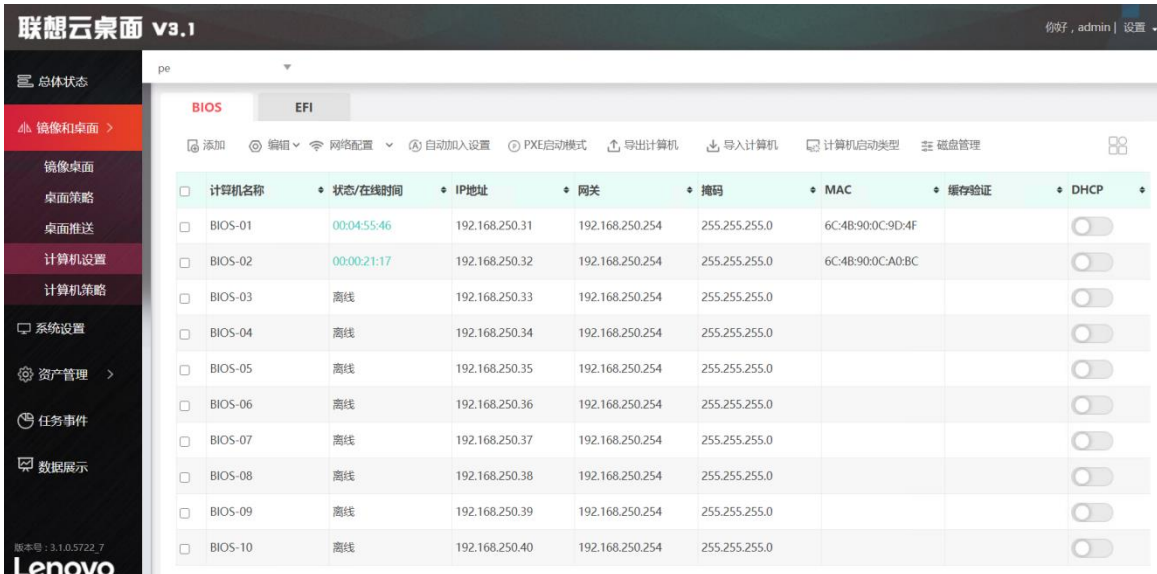 联想云桌面 V3.1
你好，admin | 设置
总体状态
镜像和桌面 >
镜像桌面
桌面策略
桌面推送
计算机设置
计算机策略
系统设置
资产管理 >
任务事件
数据展示
版本号：3.1.0.5722_7
Lenovo
pe
BIOS EFI
添加 编辑 网络配置 自动加入设置 PXE启动模式 导出计算机 导入计算机 计算机启动类型 磁盘管理
计算机名称 状态/在线时间 IP地址 网关 掩码 MAC 缓存验证 DHCP
BIOS-01 00:04:55:46 192.168.250.31 192.168.250.254 255.255.255.0 6C:4B:90:0C:9D:4F
BIOS-02 00:00:21:17 192.168.250.32 192.168.250.254 255.255.255.0 6C:4B:90:0C:A0:BC
BIOS-03 离线 192.168.250.33 192.168.250.254 255.255.255.0
BIOS-04 离线 192.168.250.34 192.168.250.254 255.255.255.0
BIOS-05 离线 192.168.250.35 192.168.250.254 255.255.255.0
BIOS-06 离线 192.168.250.36 192.168.250.254 255.255.255.0
BIOS-07 离线 192.168.250.37 192.168.250.254 255.255.255.0
BIOS-08 离线 192.168.250.38 192.168.250.254 255.255.255.0
BIOS-09 离线 192.168.250.39 192.168.250.254 255.255.255.0
BIOS-10 离线 192.168.250.40 192.168.250.254 255.255.255.0